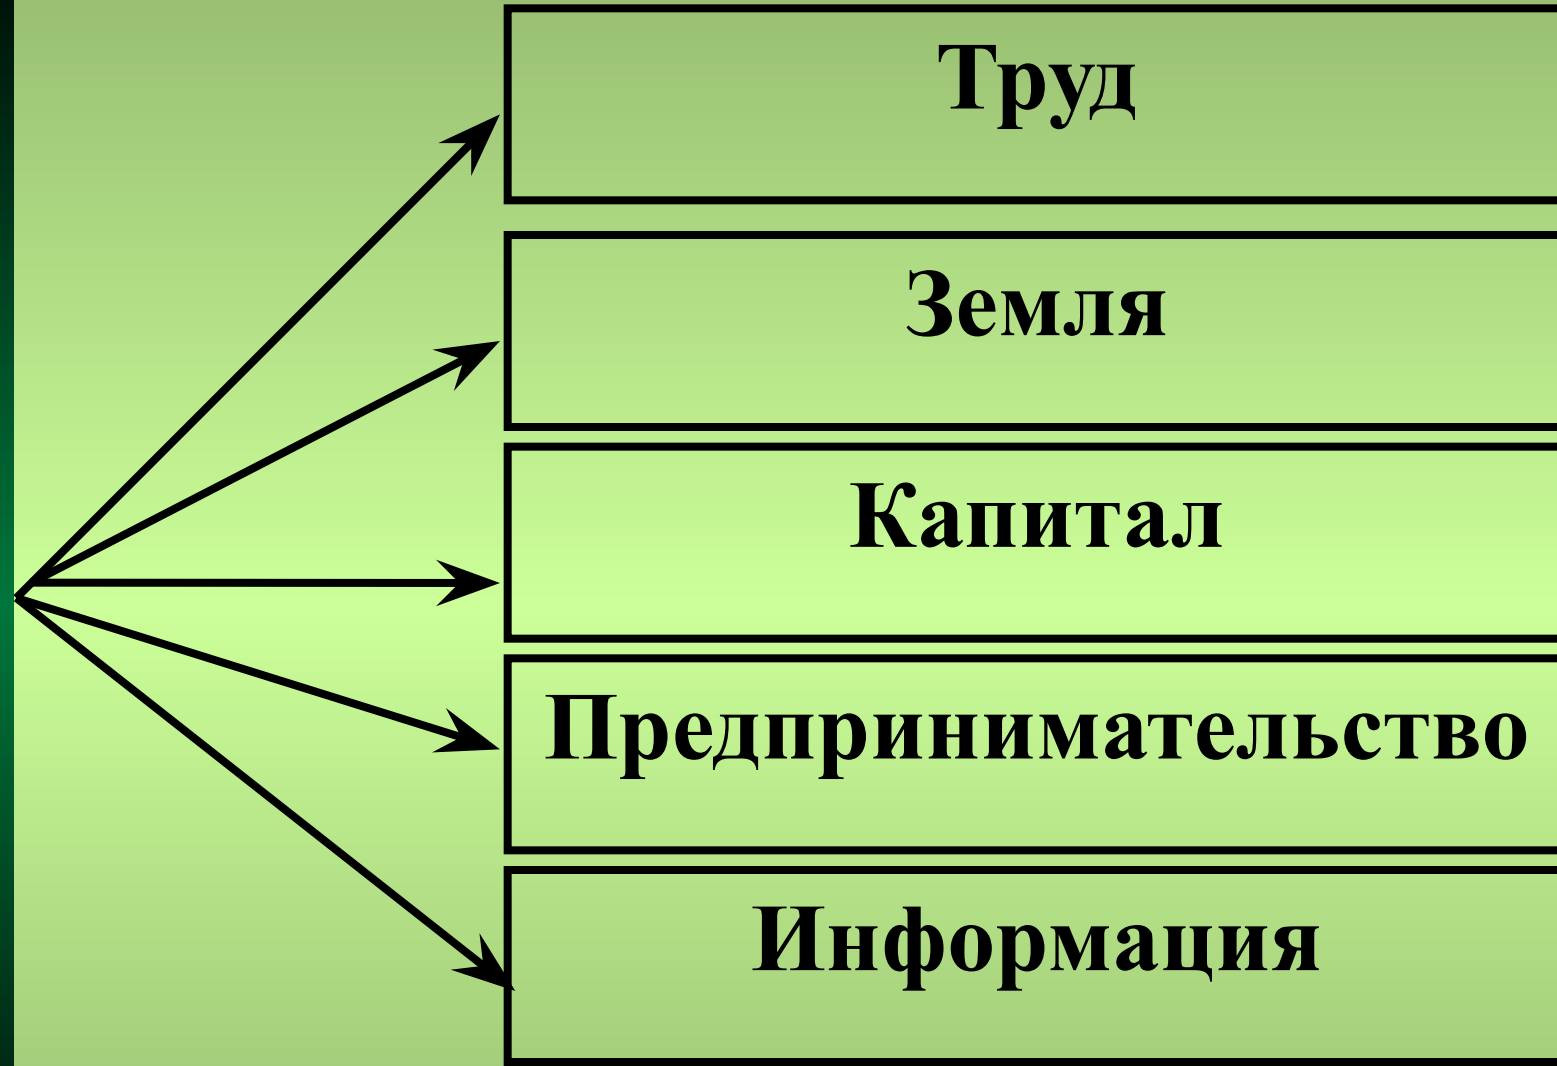 Труд
Земля
Капитал
Предпринимательство
Информация